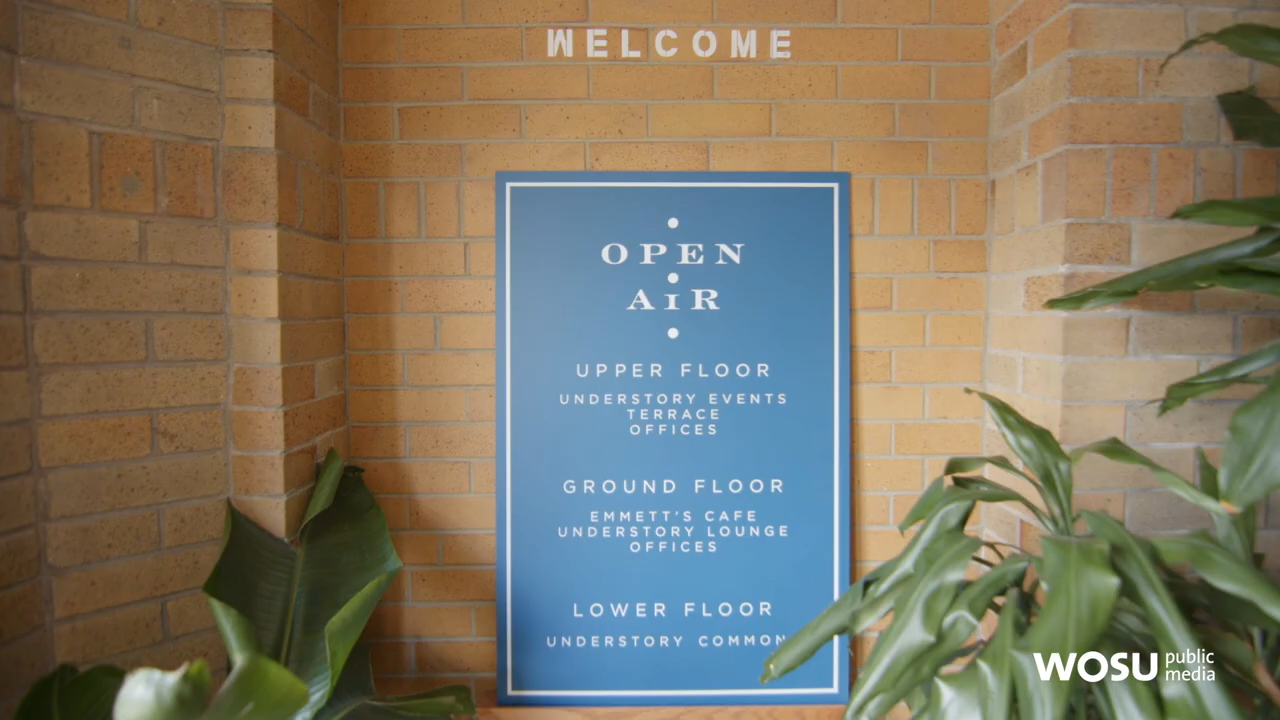 WELCOME
OPEN
AIR
UPPER FLOOR
UNDERSTORY EVENTS
TERRACE
OFFICES
GROUND FLOOR
EMMETT'S CAFE
UNDERSTORY LOUNGE
OFFICES
LOWER FLOOR
UNDERSTORY COMMON
WOSU public media